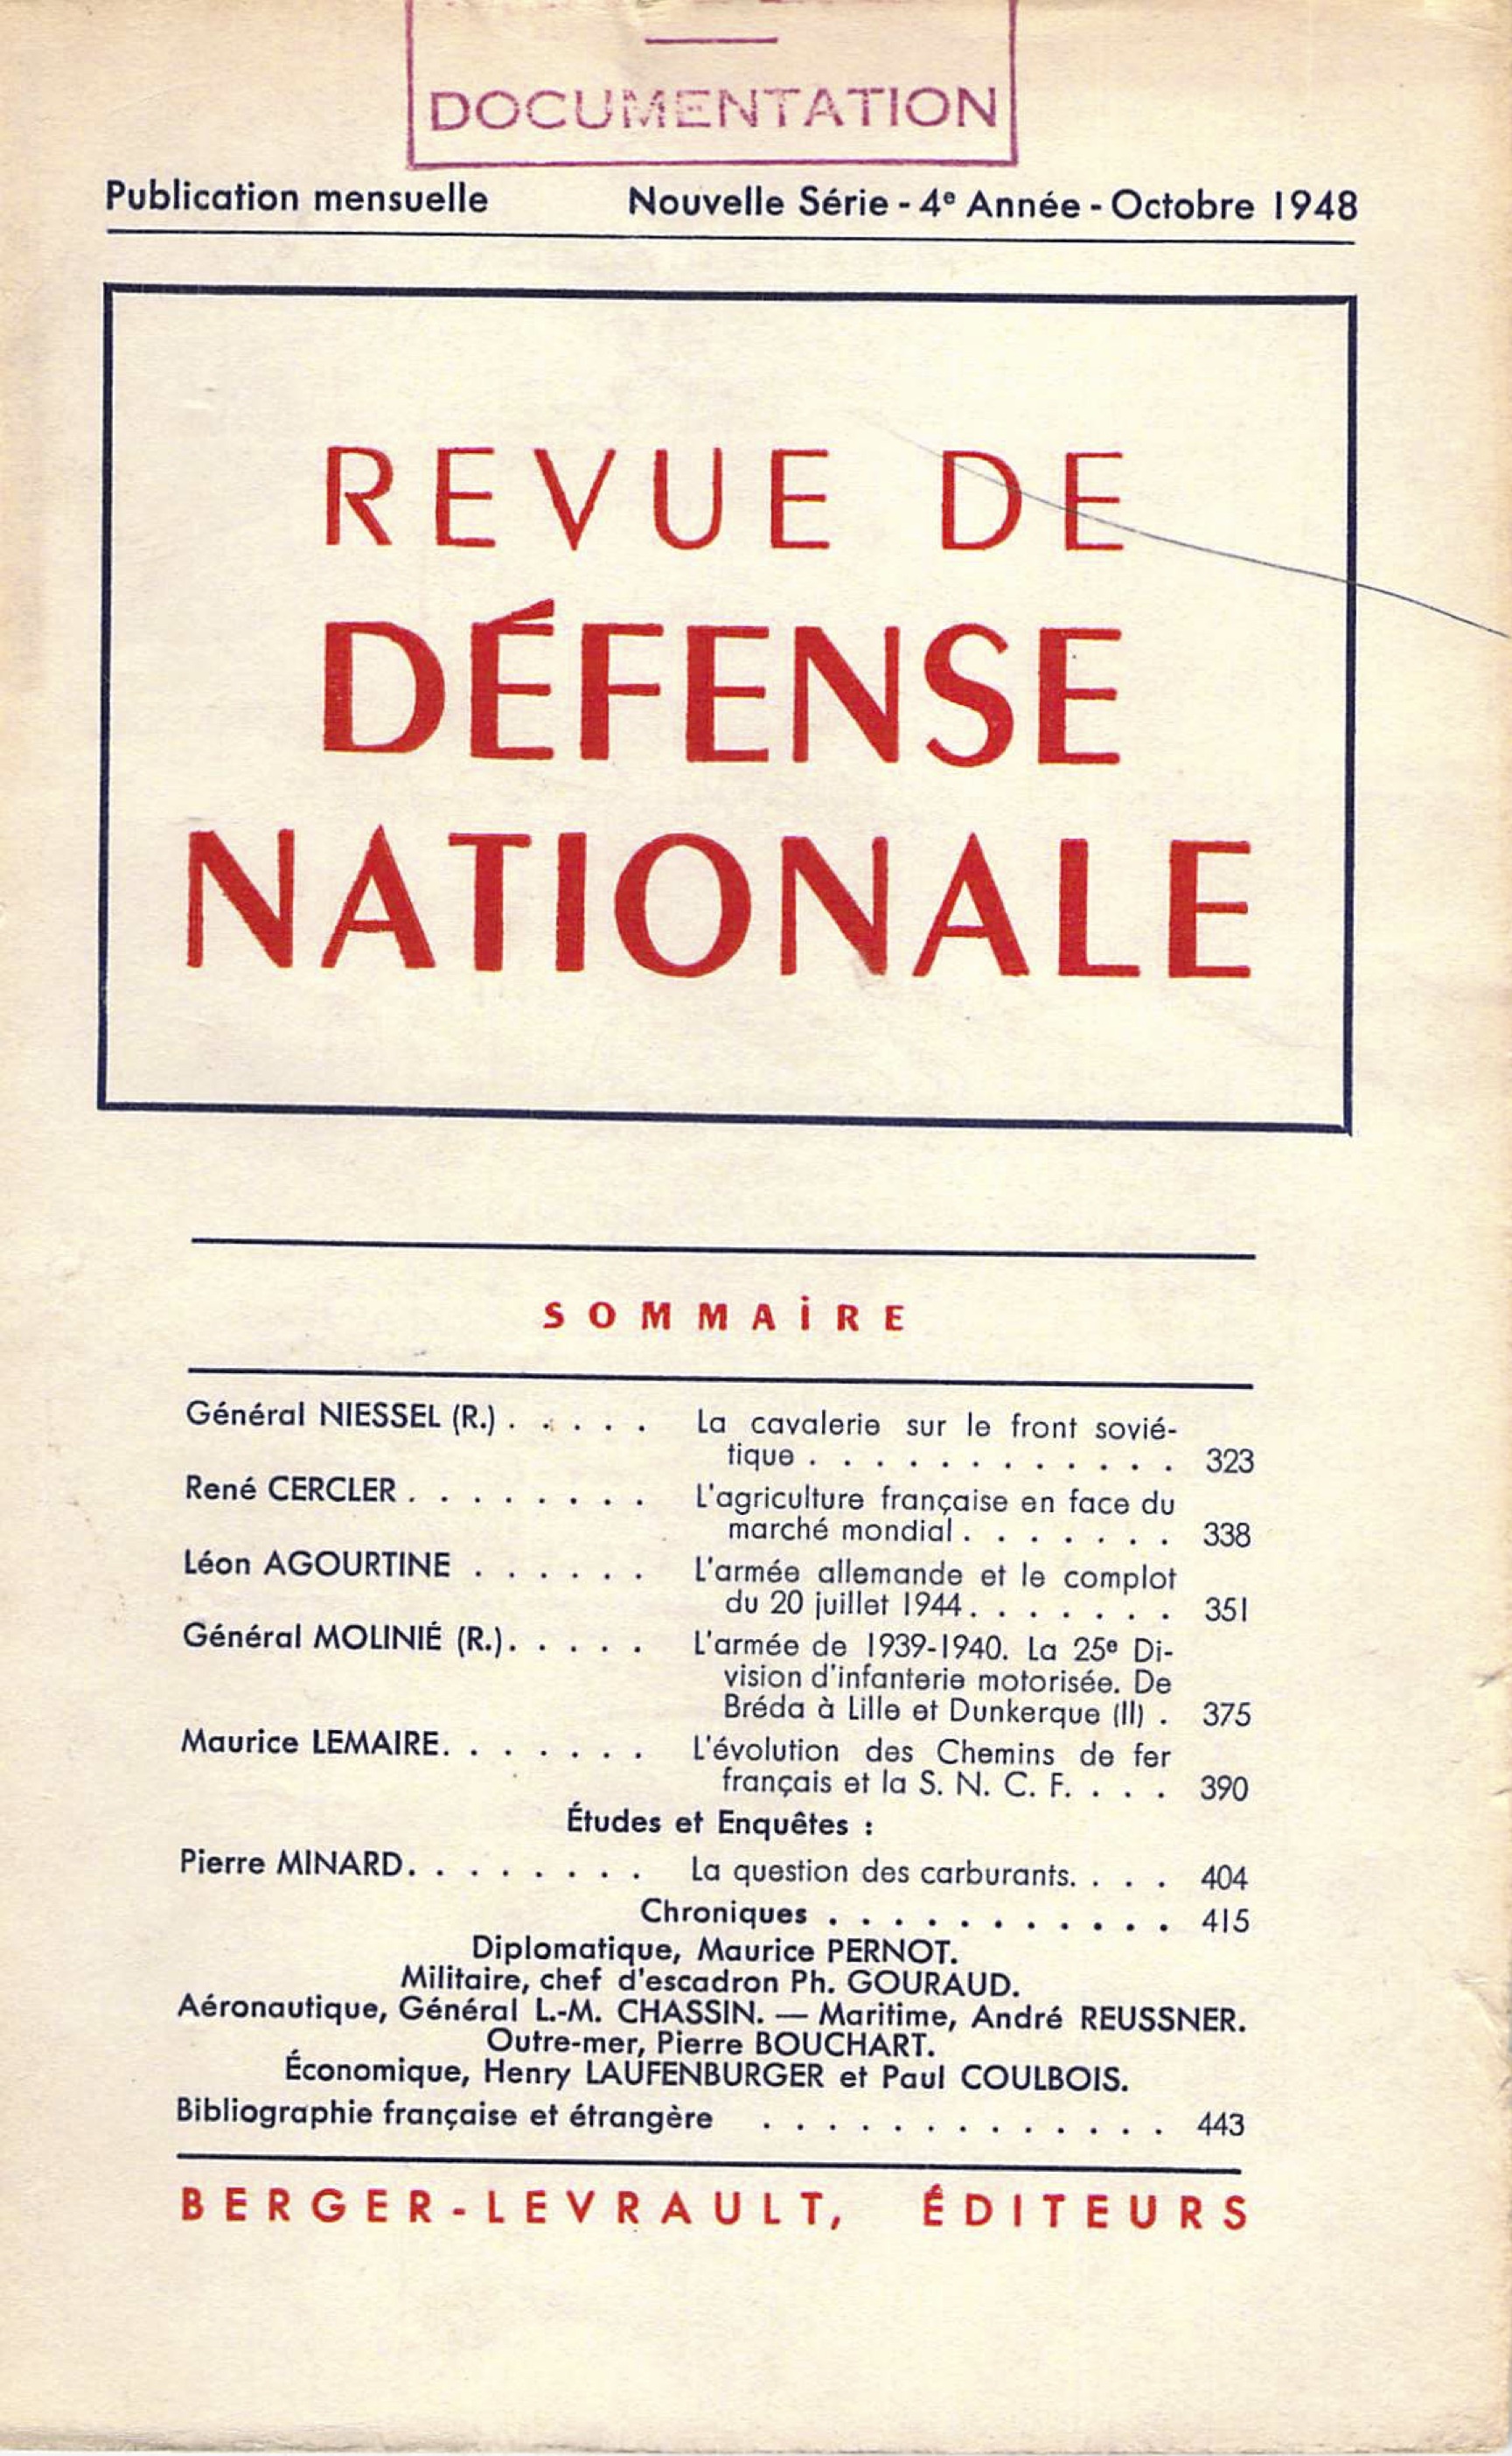 DOCUMENTATION
Publication mensuelle Nouvelle Série - 4e Année - Octobre 1948
REVUE DE
DÉFENSE
NATIONALE
SOMMAiRE
Général NIESSEL (R.) . . . . . La cavalerie sur le front sovié-
tique . . . . . . . . . . . . 323
René CERCLER . . . . . . . . L'agriculture française en face du
marché mondial . . . . . . . 338
Léon AGOURTINE . . . . . . L'armée allemande et le complot
du 20 juillet 1944. . . . . . . 351
Général MOLINIÉ (R.). . . . . L'armée de 1939-1940. La 25e Di-
vision d'infanterie motorisée. De
Bréda à Lille et Dunkerque (II) . 375
Maurice LEMAIRE. . . . . . . L'évolution des Chemins de fer
français et la S. N. C. F. . . . 390
Études et Enquêtes :
Pierre MINARD. . . . . . . . La question des carburants. . . . 404
Chroniques . . . . . . . . . . . 415
Diplomatique, Maurice PERNOT.
Militaire, chef d'escadron Ph. GOURAUD.
Aéronautique, Général L.-M. CHASSIN. — Maritime, André REUSSNER.
Outre-mer, Pierre BOUCHART.
Économique, Henry LAUFENBURGER et Paul COULBOIS.
Bibliographie française et étrangère . . . . . . . . . . . . . 443
BERGER-LEVRAULT, ÉDITEURS